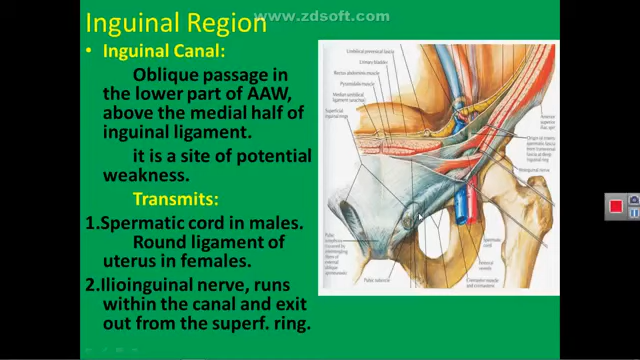 Inguinal Region
www.zdsoft.com
• Inguinal Canal:
Oblique passage in
the lower part of AAW,
above the medial half of
inguinal ligament.
it is a site of potential
weakness.
Transmits:
1.Spermatic cord in males.
Round ligament of
uterus in females.
2.Ilioinguinal nerve, runs
within the canal and exit
out from the superf. ring.
Umbilical prevesical fascia
Urinary bladder
Rectus abdominis muscle
Pyramidalis muscle
Median umbilical
ligament (urachus)
Superficial
inguinal ring
Anterior
superior
iliac spine
Femoral
vessels
Spermatic
cord
Pubic tubercle